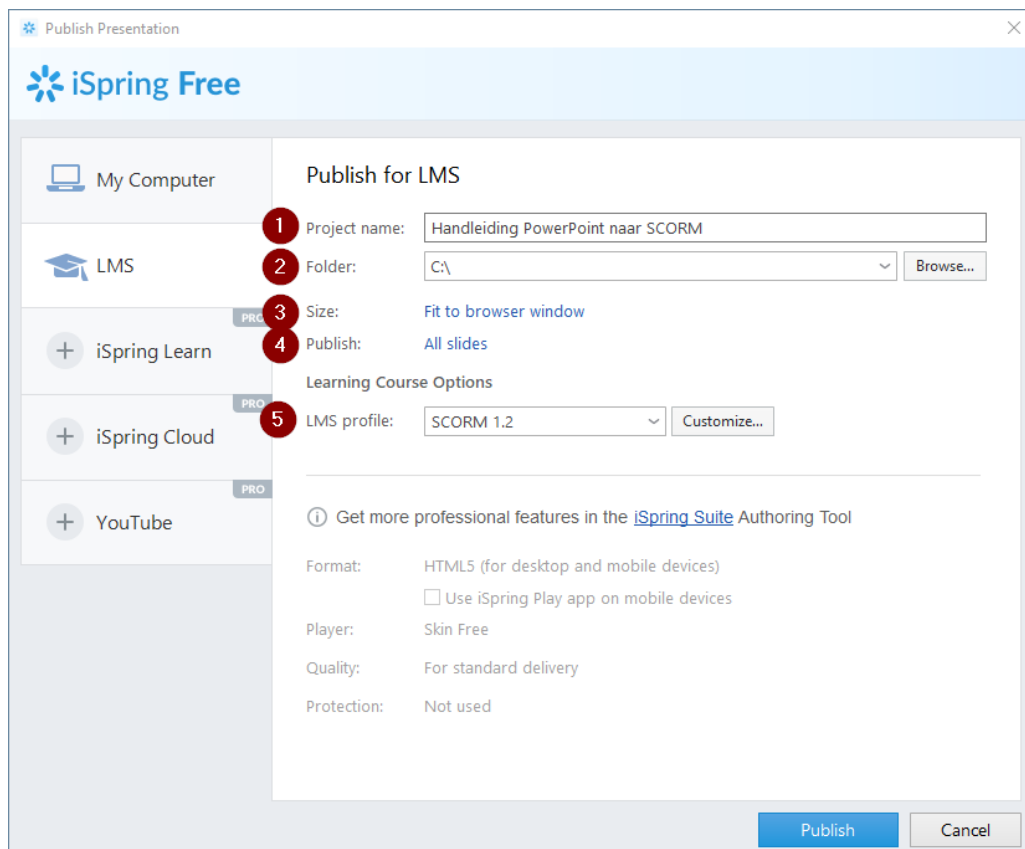 Publish Presentation
iSpring Free
My Computer
LMS
PRO
iSpring Learn
PRO
iSpring Cloud
PRO
YouTube
Publish for LMS
1 Project name: Handleiding PowerPoint naar SCORM
2 Folder: C:\ Browse...
3 Size: Fit to browser window
4 Publish: All slides
Learning Course Options
5 LMS profile: SCORM 1.2 Customize...
Get more professional features in the iSpring Suite Authoring Tool
Format: HTML5 (for desktop and mobile devices)
Use iSpring Play app on mobile devices
Player: Skin Free
Quality: For standard delivery
Protection: Not used
Publish Cancel